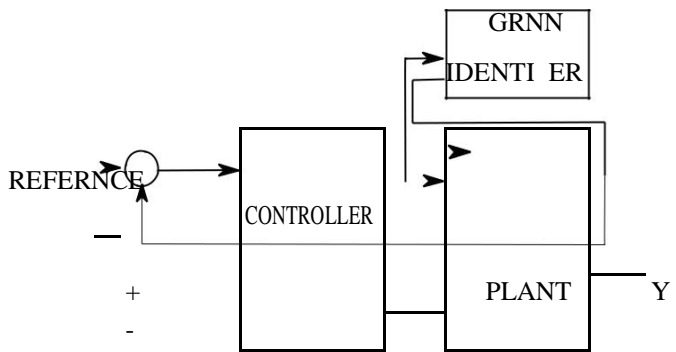 GRNN
IDENTI ER
REFERNCE
CONTROLLER
PLANT
Y
+
-